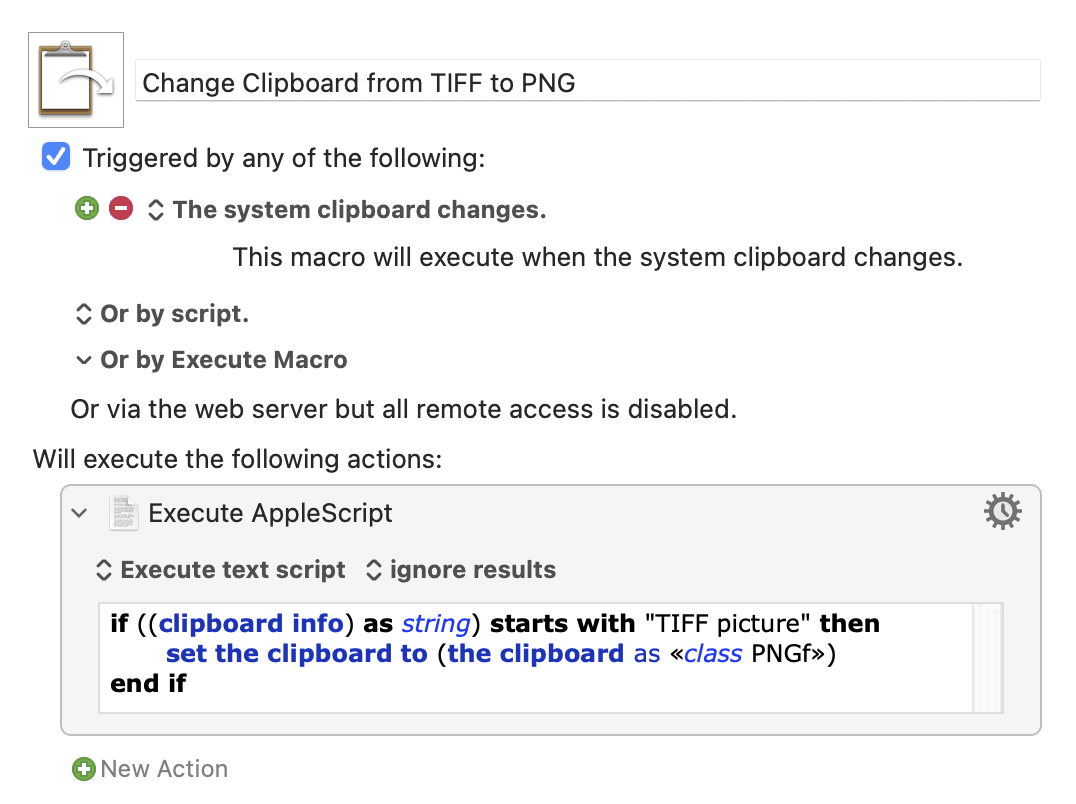 Change Clipboard from TIFF to PNG
Triggered by any of the following:
The system clipboard changes.
This macro will execute when the system clipboard changes.
Or by script.
Or by Execute Macro
Or via the web server but all remote access is disabled.
Will execute the following actions:
Execute AppleScript
Execute text script ignore results
if ((clipboard info) as string) starts with "TIFF picture" then
set the clipboard to (the clipboard as «class PNGf»)
end if
New Action